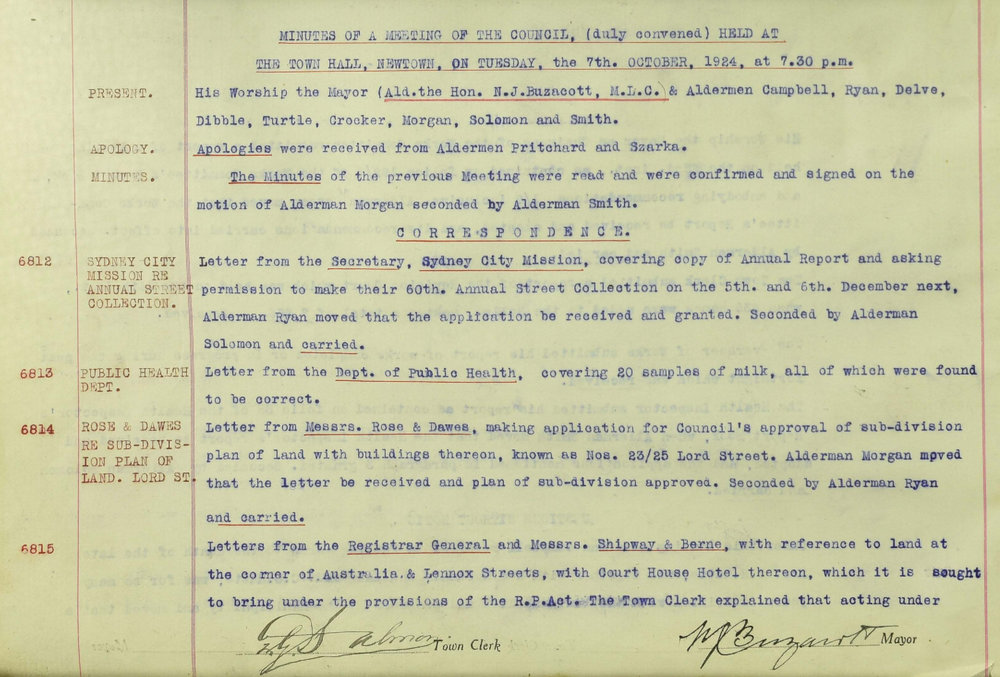 MINUTES OF A MEETING OF THE COUNCIL, (duly convened) HELD AT
THE TOWN HALL, NEWTOWN, ON TUESDAY, the 7th. OCTOBER, 1924, at 7.30 p.m.
PRESENT. His Worship the Mayor (Ald.the Hon. N.J.Buzacott, M.L.C.) & Aldermen Campbell, Ryan, Delve,
Dibble, Turtle, Crocker, Morgan, Solomon and Smith.
APOLOGY. Apologies were received from Aldermen Pritchard and Szarka.
MINUTES. The Minutes of the previous Meeting were read and were confirmed and signed on the
motion of Alderman Morgan seconded by Alderman Smith.
CORRESPONDENCE.
6812 SYDNEY CITY
MISSION RE
ANNUAL STREET
COLLECTION.
Letter from the Secretary, Sydney City Mission, covering copy of Annual Report and asking
permission to make their 60th. Annual Street Collection on the 5th. and 6th. December next,
Alderman Ryan moved that the application be received and granted. Seconded by Alderman
Solomon and carried.
6813 PUBLIC HEALTH
DEPT.
Letter from the Dept. of Public Health, covering 20 samples of milk, all of which were found
to be correct.
6814 ROSE & DAWES
RE SUB-DIVIS-
ION PLAN OF
LAND. LORD ST.
Letter from Messrs. Rose & Dawes, making application for Council's approval of sub-division
plan of land with buildings thereon, known as Nos. 23/25 Lord Street. Alderman Morgan moved
that the letter be received and plan of sub-division approved. Seconded by Alderman Ryan
and carried.
6815 Letters from the Registrar General and Messrs. Shipway & Berne, with reference to land at
the corner of Australia.& Lennox Streets, with Court House Hotel thereon, which it is sought
to bring under the provisions of the R.P.Act. The Town Clerk explained that acting under
Salmon Town Clerk
NJBuzacott Mayor